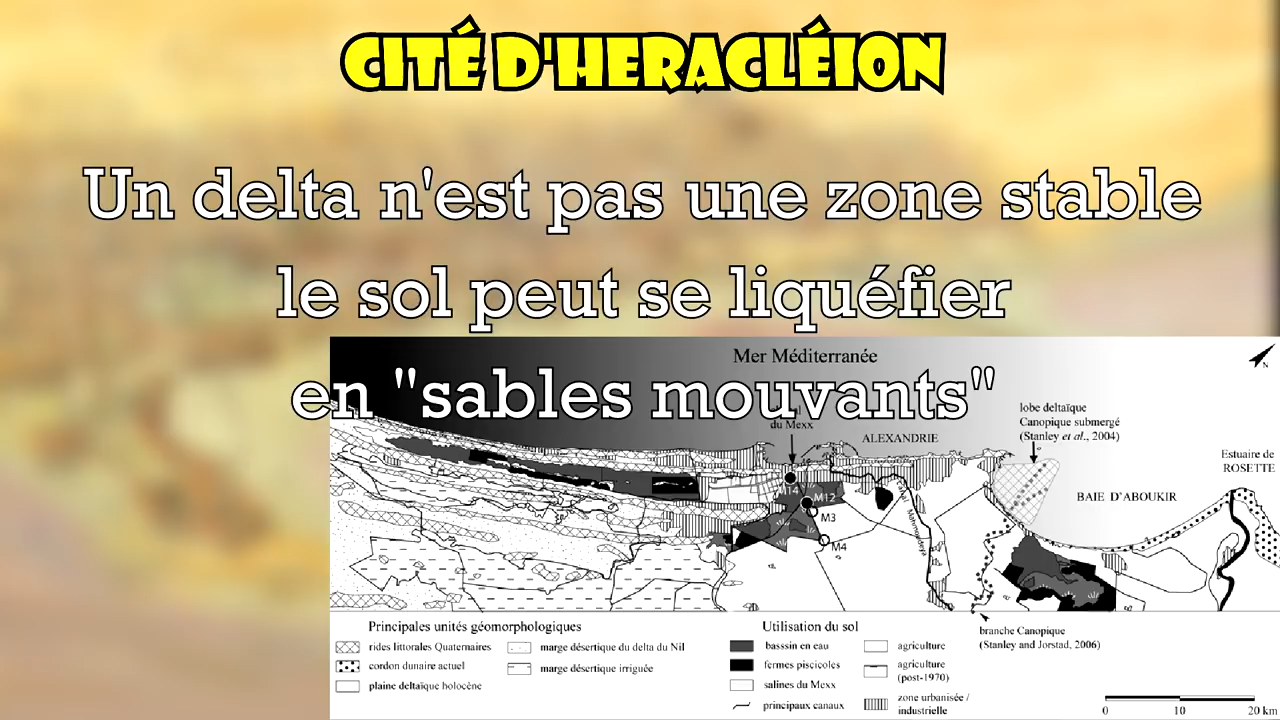 CITÉ D'HERACLÉION
Un delta n'est pas une zone stable
le sol peut se liquéfier
en "sables mouvants"
Mer Méditerranée
N
du Mexx
ALEXANDRIE
lobe deltaïque
Canopique submergé
(Stanley et al., 2004)
Estuaire de
ROSETTE
BAIE D'ABOUKIR
M14
M12
M3
M4
branche Canopique
(Stanley and Jorstad, 2006)
Principales unités géomorphologiques
rides littorales Quaternaires
cordon dunaire actuel
plaine deltaïque holocène
marge désertique du delta du Nil
marge désertique irriguée
Utilisation du sol
basssin en eau
fermes piscicoles
salines du Mexx
principaux canaux
agriculture
agriculture
(post-1970)
zone urbanisée /
industrielle
0 10 20 km